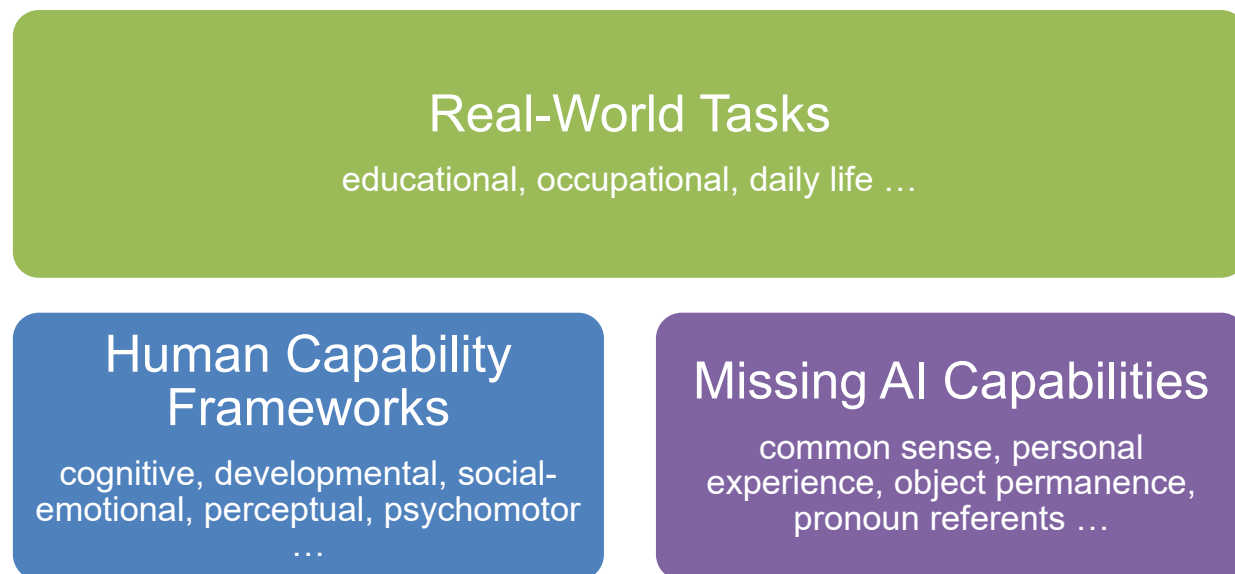 Real-World Tasks
educational, occupational, daily life …
Human Capability
Frameworks
cognitive, developmental, social-
emotional, perceptual, psychomotor
…
Missing AI Capabilities
common sense, personal
experience, object permanence,
pronoun referents …